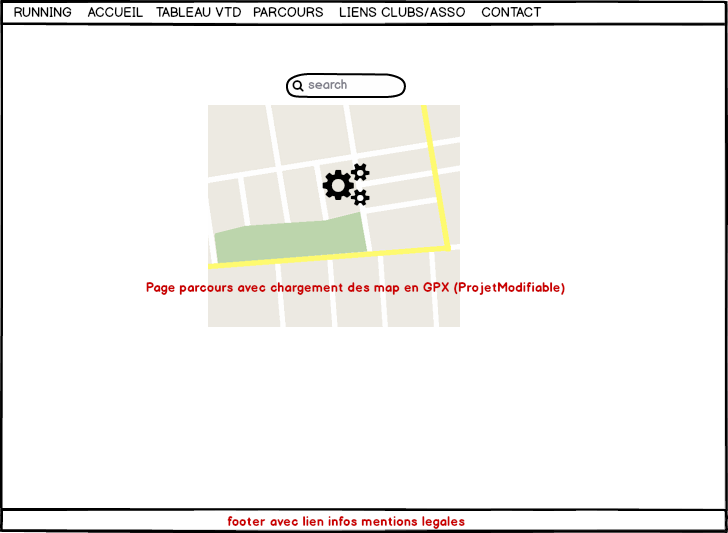 RUNNING ACCUEIL TABLEAU VTD PARCOURS LIENS CLUBS/ASSO CONTACT
search
Page parcours avec chargement des map en GPX (ProjetModifiable)
footer avec lien infos mentions legales